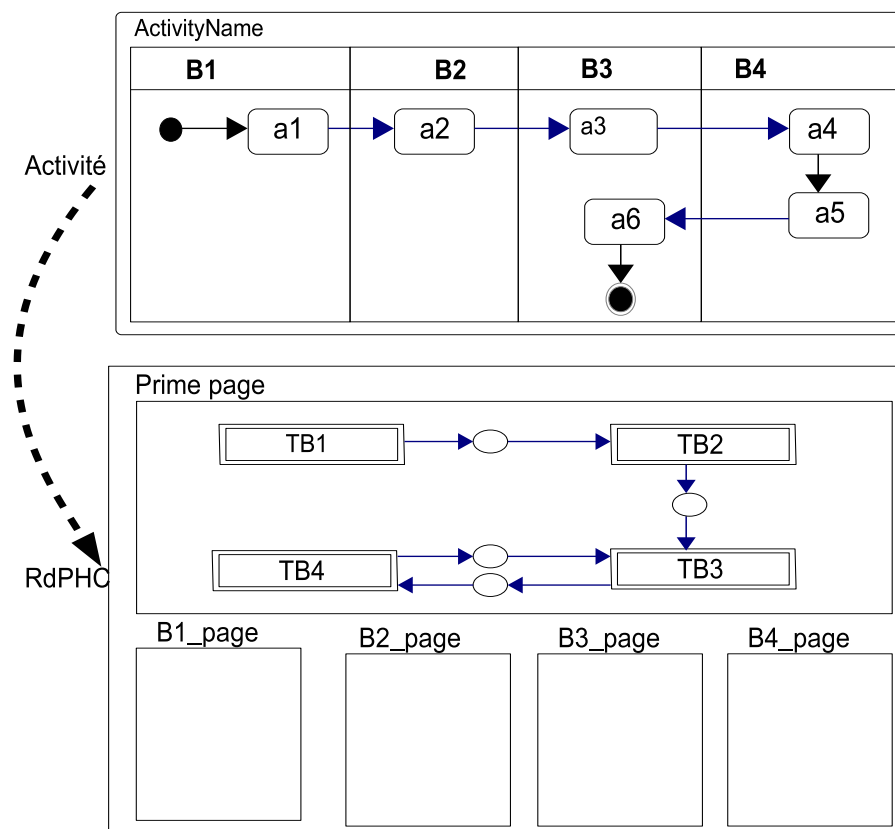 ActivityName
B1 B2 B3 B4
a1 a2 a3 a4
Activité
a6 a5
Prime page
TB1 TB2
TB4 TB3
RdPHC
B1_page B2_page B3_page B4_page